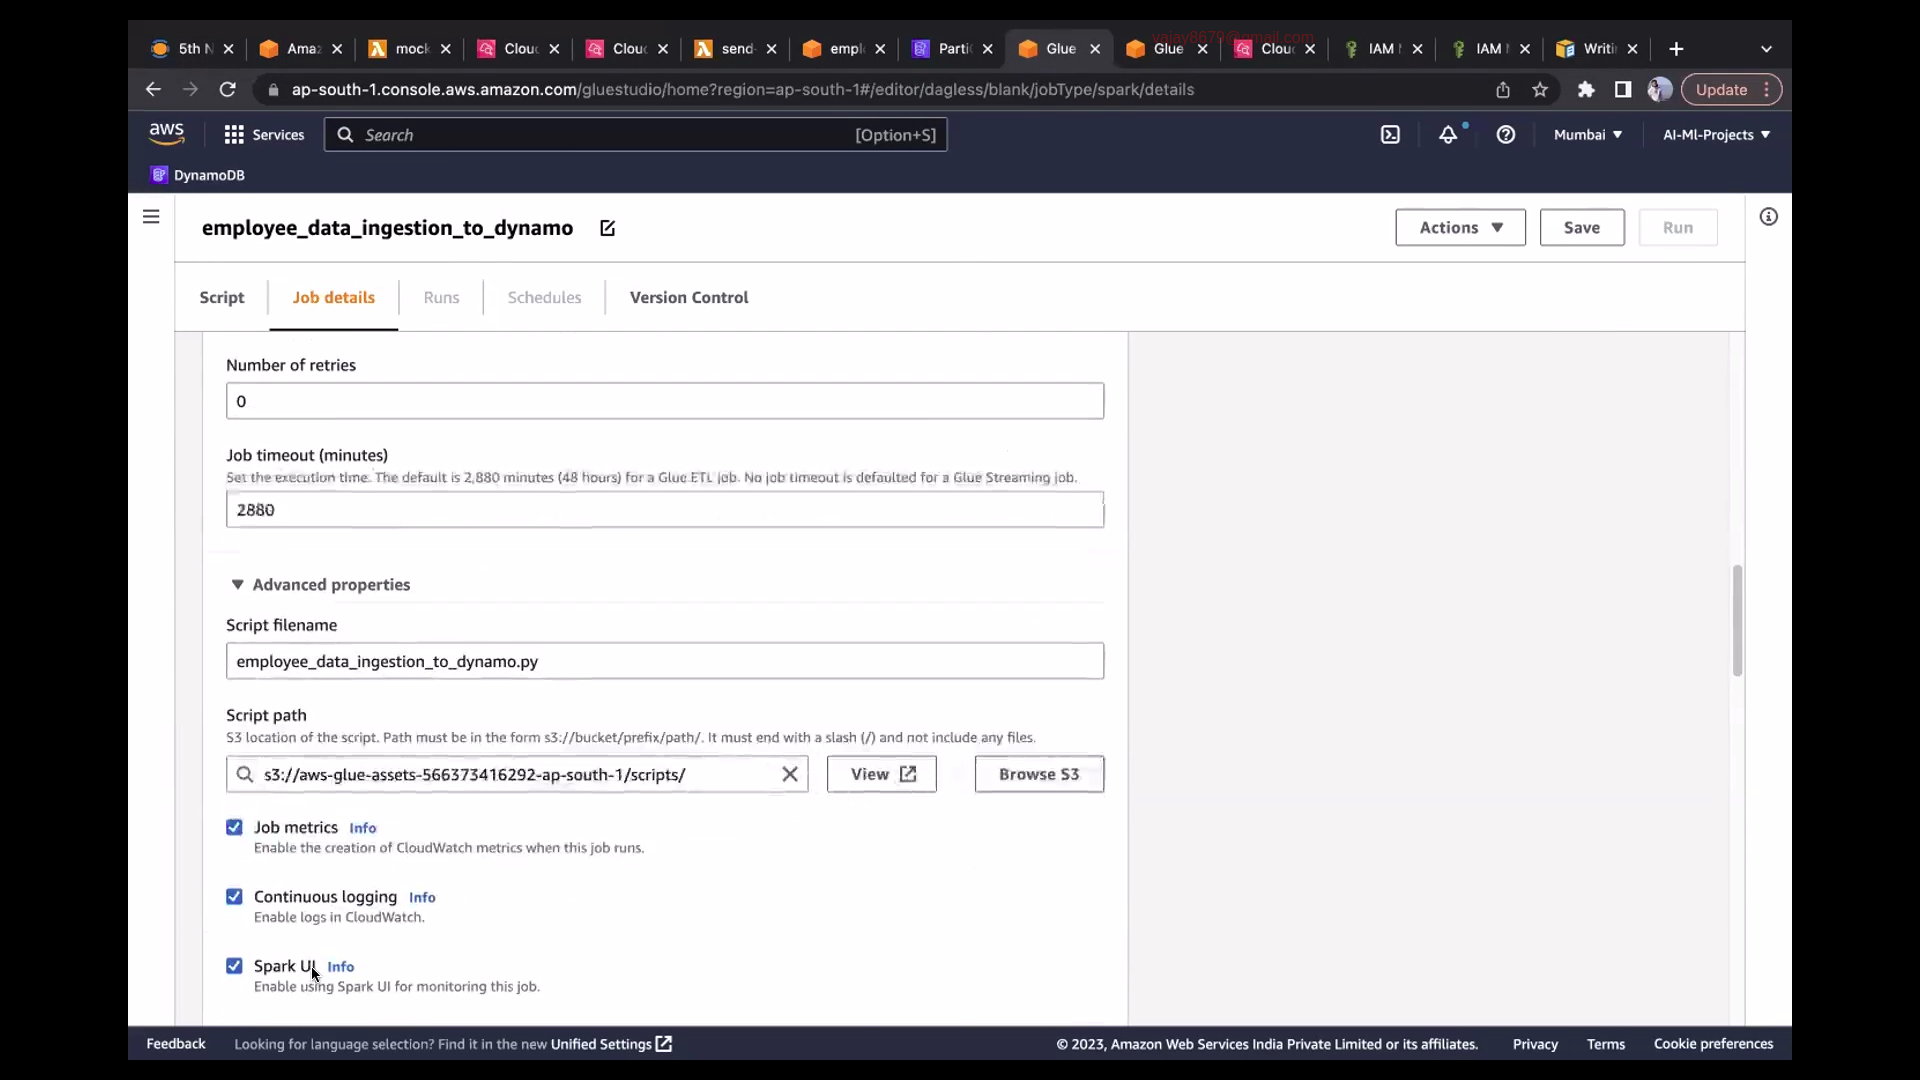 5th N
Ama
mock
Clou
Clou
send-
empl
Parti
Glue
Glue
Clou
IAM
IAM
Writi
vajay8670@gmail.com
ap-south-1.console.aws.amazon.com/gluestudio/home?region=ap-south-1#/editor/dagless/blank/jobType/spark/details
Update
aws
Services
Search
[Option+S]
Mumbai
AI-Ml-Projects
DynamoDB
employee_data_ingestion_to_dynamo
Actions
Save
Run
Script
Job details
Runs
Schedules
Version Control
Number of retries
0
Job timeout (minutes)
Set the execution time. The default is 2,880 minutes (48 hours) for a Glue ETL job. No job timeout is defaulted for a Glue Streaming job.
2880
Advanced properties
Script filename
employee_data_ingestion_to_dynamo.py
Script path
S3 location of the script. Path must be in the form s3://bucket/prefix/path/. It must end with a slash (/) and not include any files.
s3://aws-glue-assets-566373416292-ap-south-1/scripts/
View
Browse S3
Job metrics Info
Enable the creation of CloudWatch metrics when this job runs.
Continuous logging Info
Enable logs in CloudWatch.
Spark UI Info
Enable using Spark UI for monitoring this job.
Feedback
Looking for language selection? Find it in the new Unified Settings
© 2023, Amazon Web Services India Private Limited or its affiliates.
Privacy
Terms
Cookie preferences